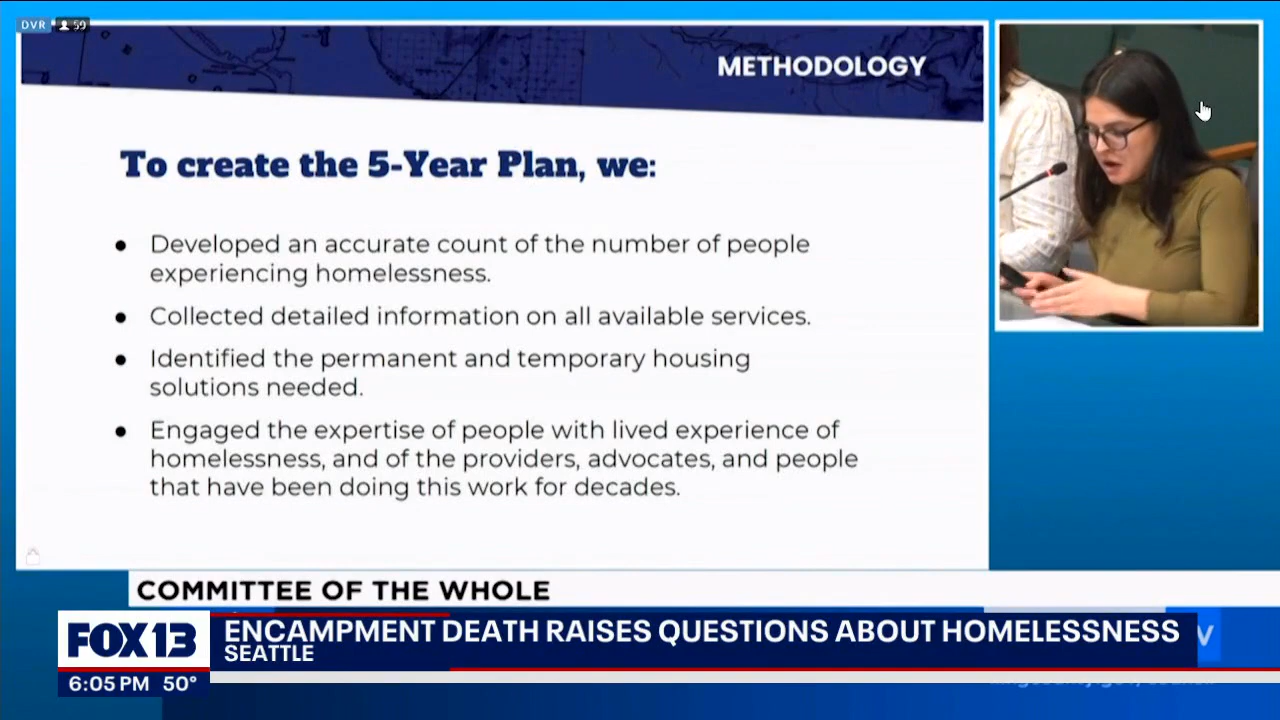 DVR 59
METHODOLOGY
To create the 5-Year Plan, we:
● Developed an accurate count of the number of people
experiencing homelessness.
● Collected detailed information on all available services.
● Identified the permanent and temporary housing
solutions needed.
● Engaged the expertise of people with lived experience of
homelessness, and of the providers, advocates, and people
that have been doing this work for decades.
COMMITTEE OF THE WHOLE
FOX 13
ENCAMPMENT DEATH RAISES QUESTIONS ABOUT HOMELESSNESS
SEATTLE
6:05 PM 50°